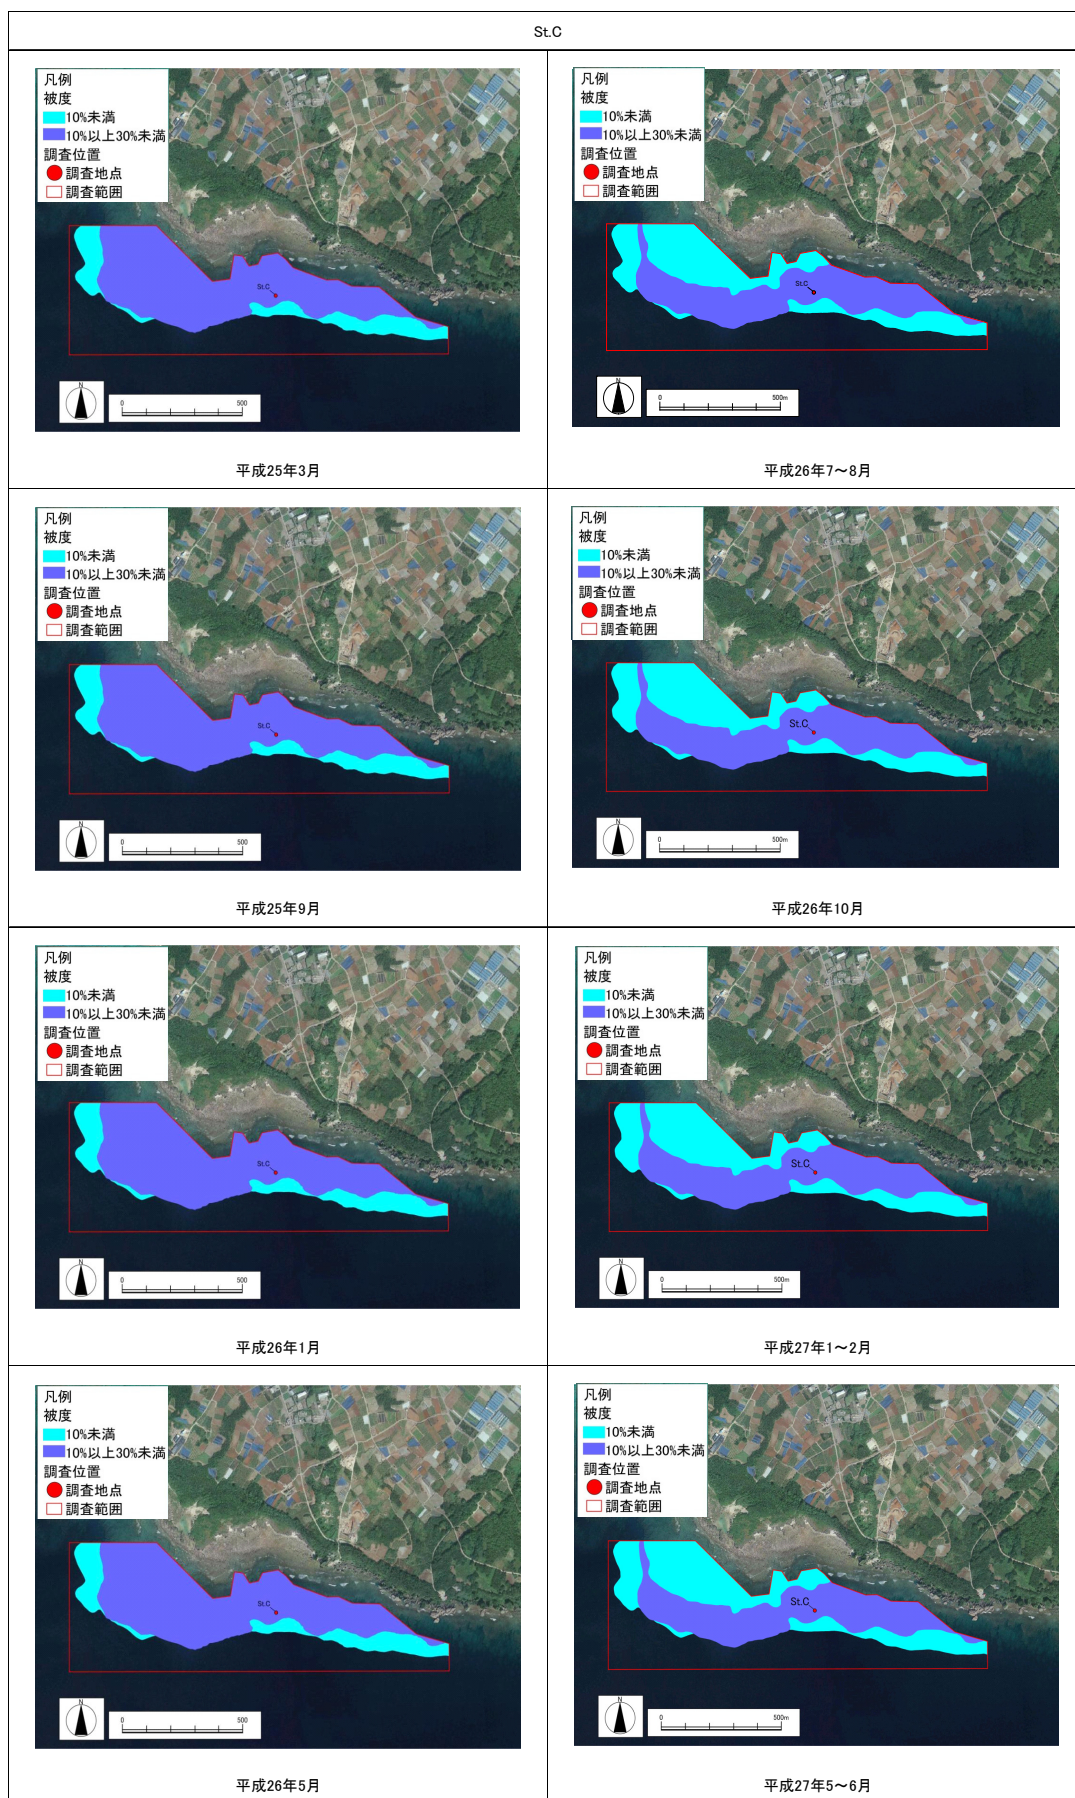 St.C
凡例
被度
10%未満
10%以上30%未満
調査位置
調査地点
調査範囲
St.C
N
0 500
平成25年3月
凡例
被度
10%未満
10%以上30%未満
調査位置
調査地点
調査範囲
St.C
N
0 500m
平成26年7～8月
凡例
被度
10%未満
10%以上30%未満
調査位置
調査地点
調査範囲
St.C
N
0 500
平成25年9月
凡例
被度
10%未満
10%以上30%未満
調査位置
調査地点
調査範囲
St.C
N
0 500m
平成26年10月
凡例
被度
10%未満
10%以上30%未満
調査位置
調査地点
調査範囲
St.C
N
0 500
平成26年1月
凡例
被度
10%未満
10%以上30%未満
調査位置
調査地点
調査範囲
St.C
N
0 500m
平成27年1～2月
凡例
被度
10%未満
10%以上30%未満
調査位置
調査地点
調査範囲
St.C
N
0 500
平成26年5月
凡例
被度
10%未満
10%以上30%未満
調査位置
調査地点
調査範囲
St.C
N
0 500m
平成27年5～6月